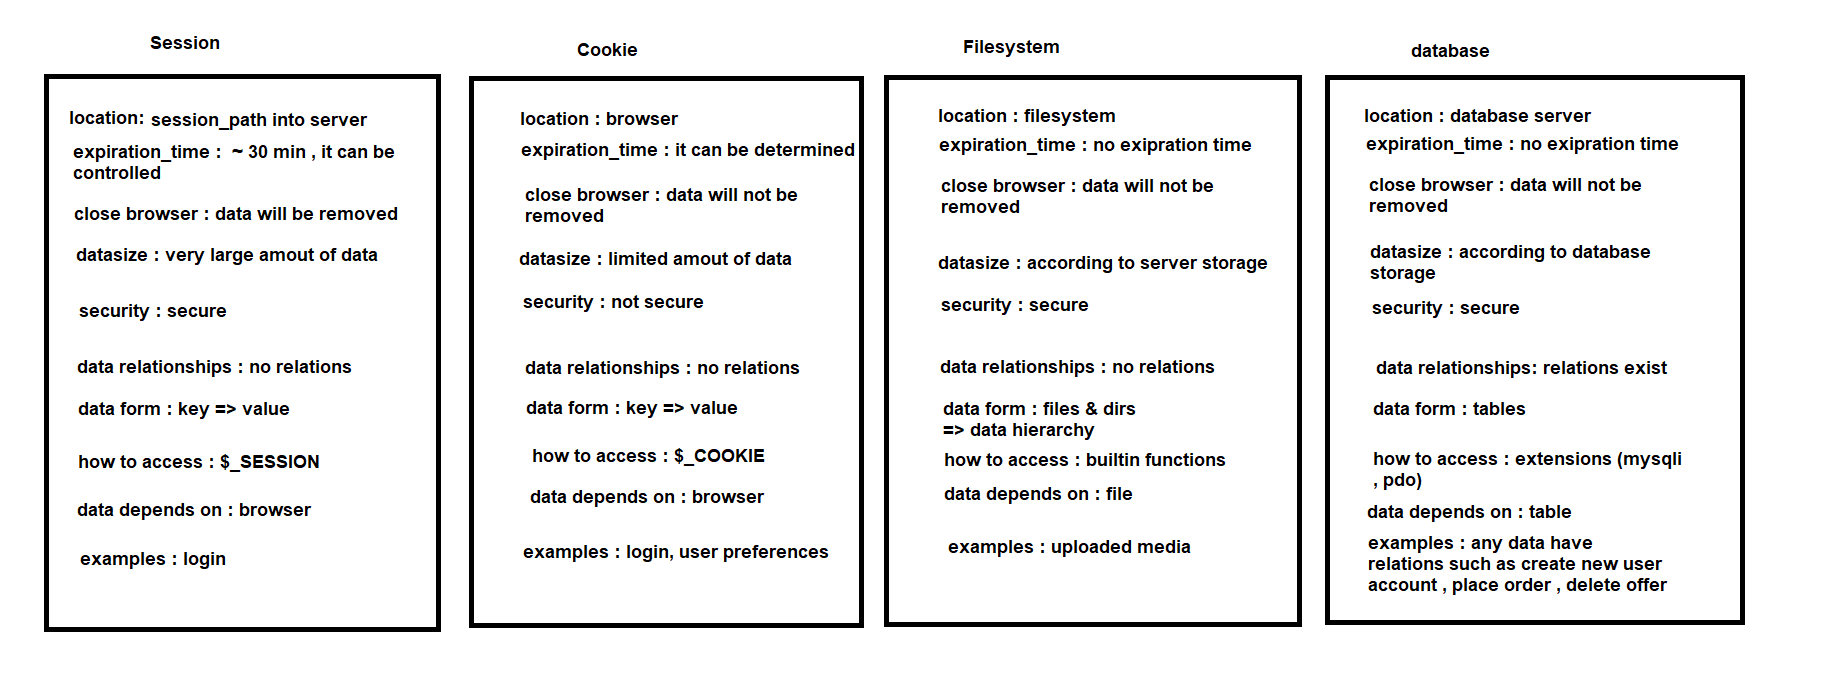 Session
location: session_path into server
expiration_time : ~ 30 min , it can be
controlled
close browser : data will be removed
datasize : very large amout of data
security : secure
data relationships : no relations
data form : key => value
how to access : $_SESSION
data depends on : browser
examples : login
Cookie
location : browser
expiration_time : it can be determined
close browser : data will not be
removed
datasize : limited amout of data
security : not secure
data relationships : no relations
data form : key => value
how to access : $_COOKIE
data depends on : browser
examples : login, user preferences
Filesystem
location : filesystem
expiration_time : no exipration time
close browser : data will not be
removed
datasize : according to server storage
security : secure
data relationships : no relations
data form : files & dirs
=> data hierarchy
how to access : builtin functions
data depends on : file
examples : uploaded media
database
location : database server
expiration_time : no exipration time
close browser : data will not be
removed
datasize : according to database
storage
security : secure
data relationships: relations exist
data form : tables
how to access : extensions (mysqli
, pdo)
data depends on : table
examples : any data have
relations such as create new user
account , place order , delete offer